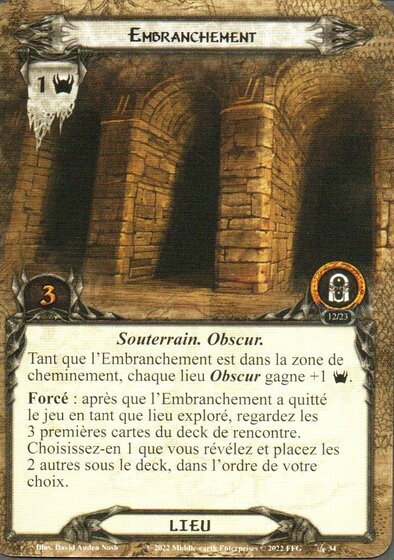 Embranchement
1
3
12/23
Souterrain. Obscur.
Tant que l'Embranchement est dans la zone de
cheminement, chaque lieu Obscur gagne +1 .
Forcé : après que l'Embranchement a quitté
le jeu en tant que lieu exploré, regardez les
3 premières cartes du deck de rencontre.
Choisissez-en 1 que vous révélez et placez les
2 autres sous le deck, dans l'ordre de votre
choix.
LIEU
Illus. David Auden Nash © 2022 Middle-earth Enterprises © 2022 FFG 34